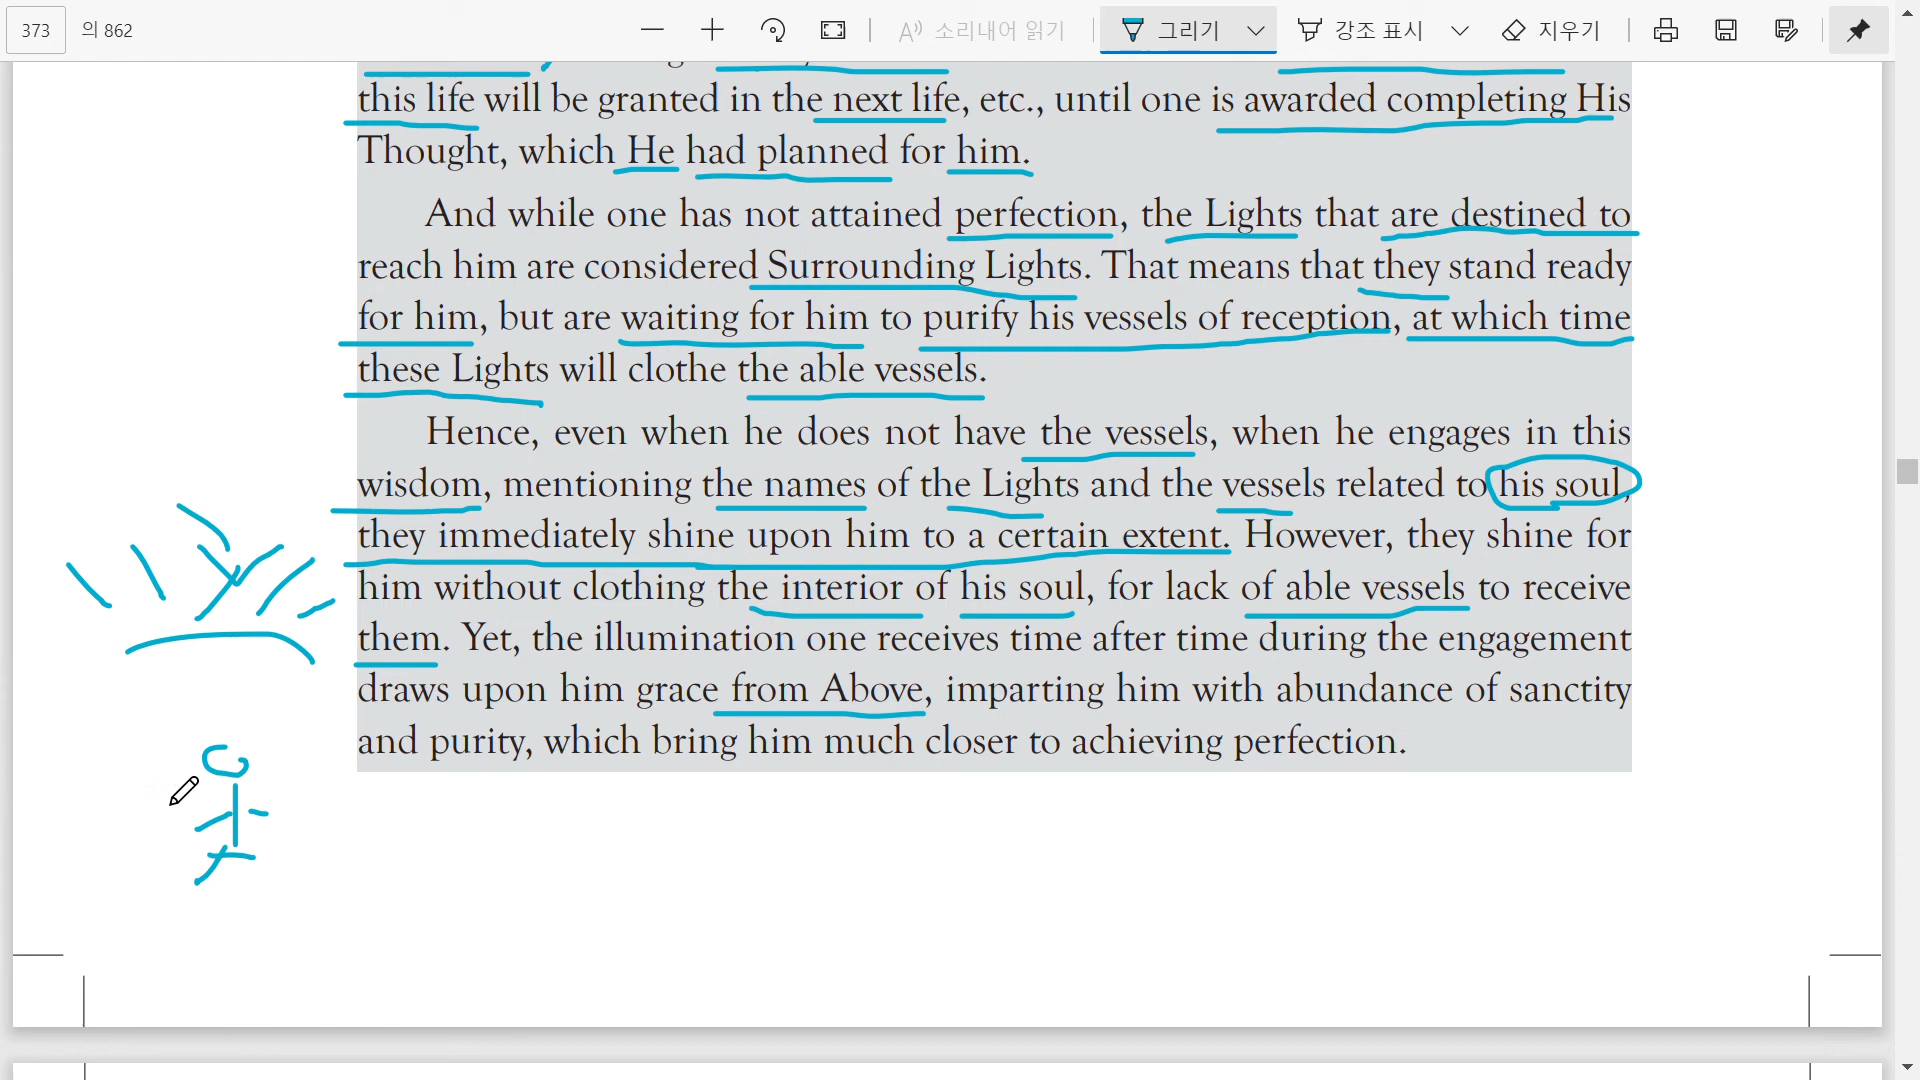 373 의 862 소리내어 읽기 그리기 강조 표시 지우기
this life will be granted in the next life, etc., until one is awarded completing His
Thought, which He had planned for him.
And while one has not attained perfection, the Lights that are destined to
reach him are considered Surrounding Lights. That means that they stand ready
for him, but are waiting for him to purify his vessels of reception, at which time
these Lights will clothe the able vessels.
Hence, even when he does not have the vessels, when he engages in this
wisdom, mentioning the names of the Lights and the vessels related to his soul,
they immediately shine upon him to a certain extent. However, they shine for
him without clothing the interior of his soul, for lack of able vessels to receive
them. Yet, the illumination one receives time after time during the engagement
draws upon him grace from Above, imparting him with abundance of sanctity
and purity, which bring him much closer to achieving perfection.